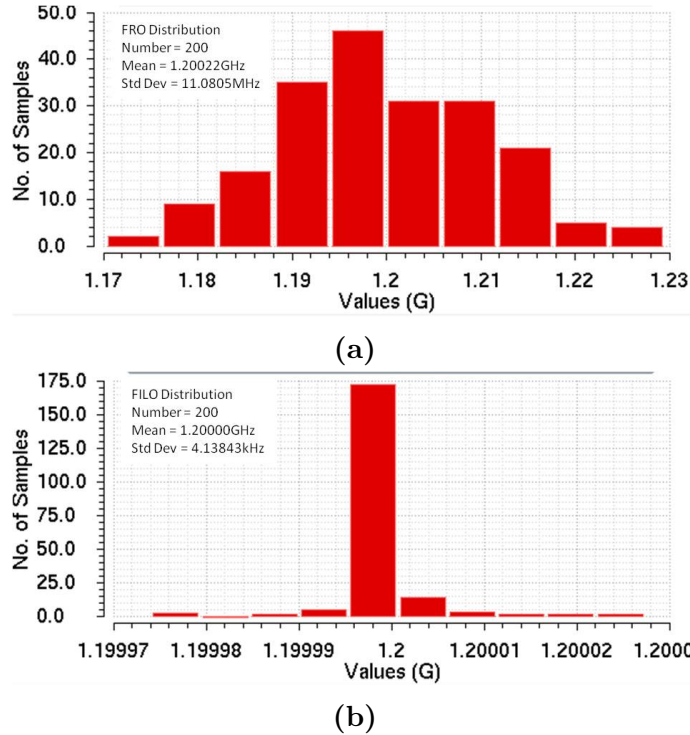 50.0
40.0
30.0
20.0
10.0
0.0
No. of Samples
FRO Distribution
Number = 200
Mean = 1.20022GHz
Std Dev = 11.0805MHz
1.17 1.18 1.19 1.2 1.21 1.22 1.23
Values (G)
(a)
175.0
150.0
125.0
100.0
75.0
50.0
25.0
0.0
No. of Samples
FILO Distribution
Number = 200
Mean = 1.20000GHz
Std Dev = 4.13843kHz
1.19997 1.19998 1.19999 1.2 1.20001 1.20002 1.2000
Values (G)
(b)